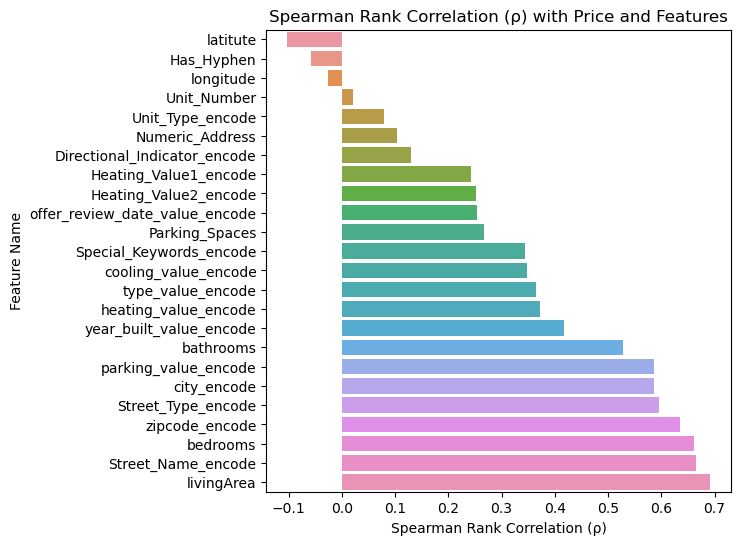 Spearman Rank Correlation (ρ) with Price and Features
latitute
Has_Hyphen
longitude
Unit_Number
Unit_Type_encode
Numeric_Address
Directional_Indicator_encode
Heating_Value1_encode
Heating_Value2_encode
offer_review_date_value_encode
Parking_Spaces
Special_Keywords_encode
cooling_value_encode
type_value_encode
heating_value_encode
year_built_value_encode
bathrooms
parking_value_encode
city_encode
Street_Type_encode
zipcode_encode
bedrooms
Street_Name_encode
livingArea
Feature Name
−0.1 0.0 0.1 0.2 0.3 0.4 0.5 0.6 0.7
Spearman Rank Correlation (ρ)